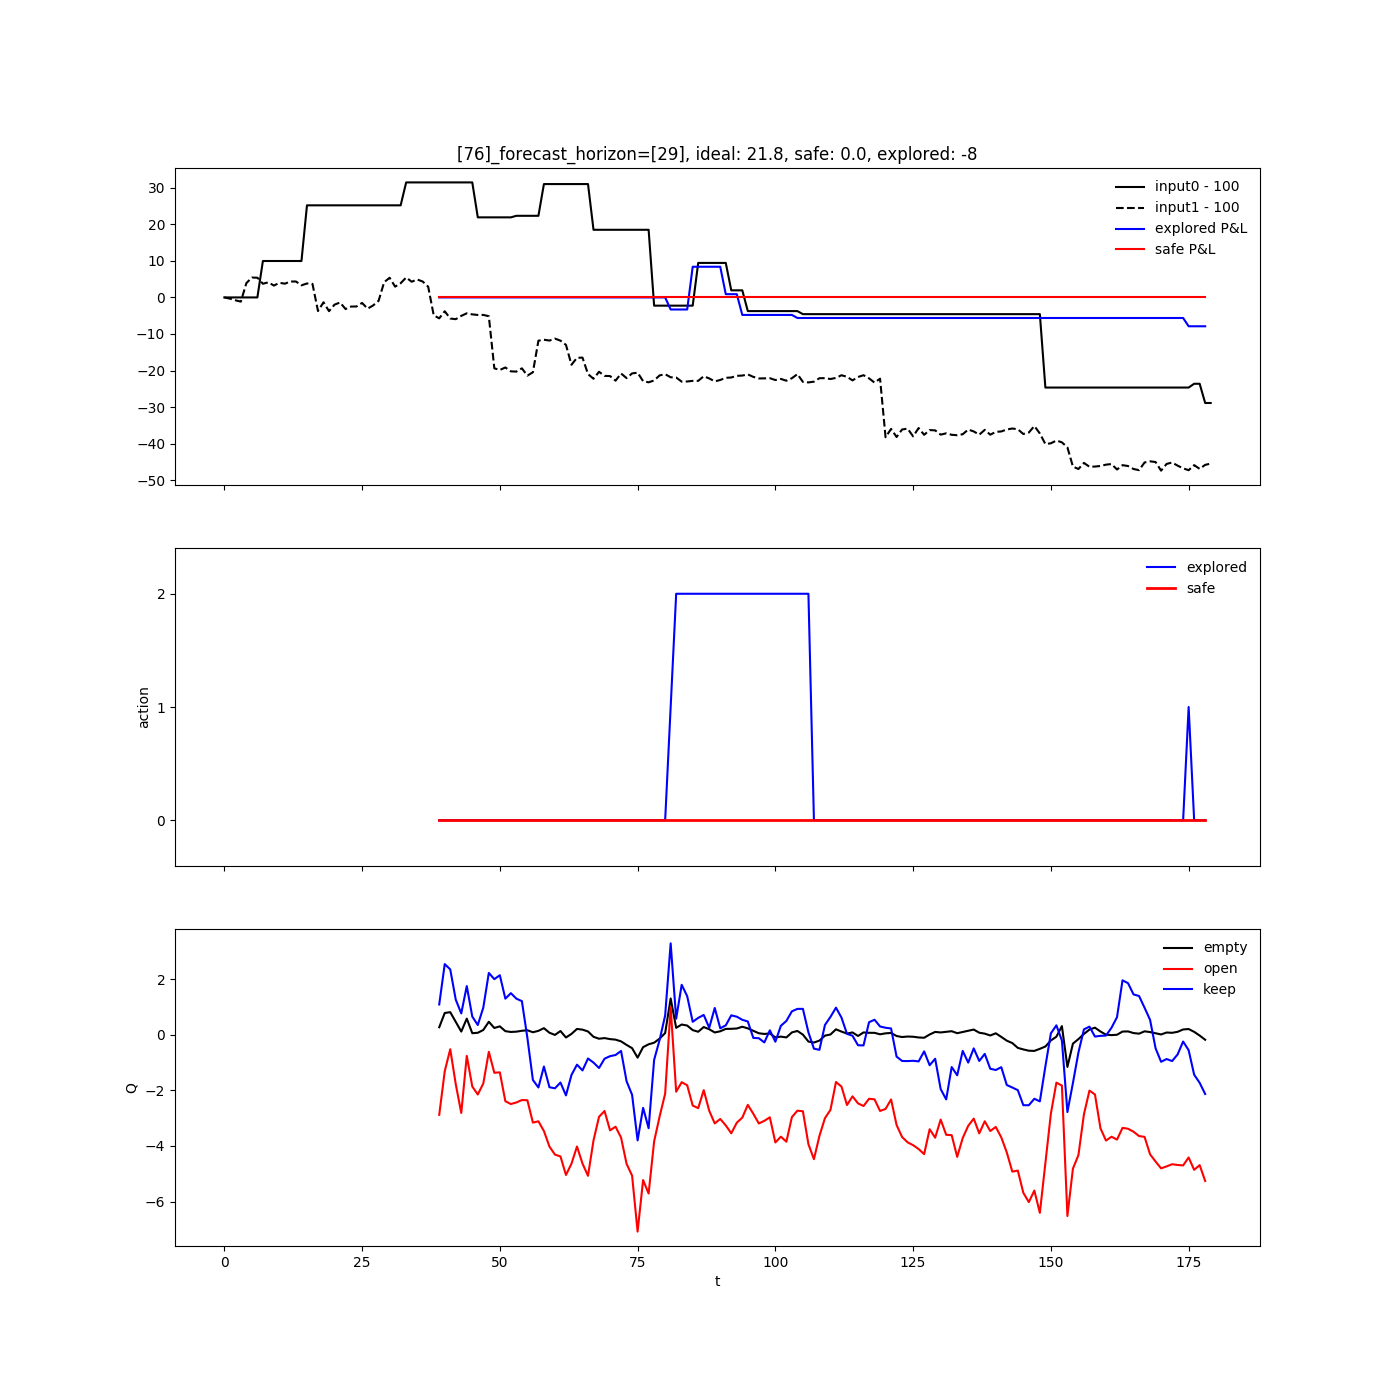 [76]_forecast_horizon=[29], ideal: 21.8, safe: 0.0, explored: -8
30
20
10
0
−10
−20
−30
−40
−50
input0 - 100
input1 - 100
explored P&L
safe P&L
action
2
1
0
explored
safe
Q
2
0
−2
−4
−6
empty
open
keep
0 25 50 75 100 125 150 175
t